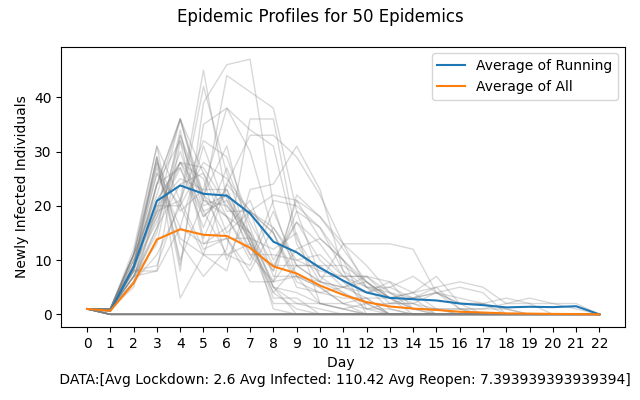 Epidemic Profiles for 50 Epidemics
Average of Running
Average of All
Newly Infected Individuals
40
30
20
10
0
0 1 2 3 4 5 6 7 8 9 10 11 12 13 14 15 16 17 18 19 20 21 22
Day
DATA:[Avg Lockdown: 2.6 Avg Infected: 110.42 Avg Reopen: 7.393939393939394]